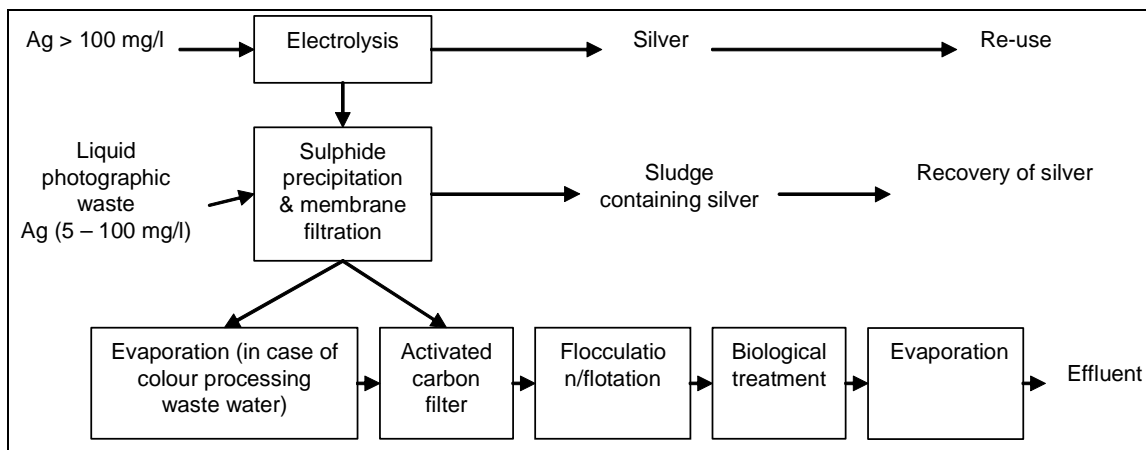 Ag > 100 mg/l
Electrolysis
Silver
Re-use
Liquid
photographic
waste
Ag (5 – 100 mg/l)
Sulphide
precipitation
& membrane
filtration
Sludge
containing silver
Recovery of silver
Evaporation (in case of
colour processing
waste water)
Activated
carbon
filter
Flocculatio
n/flotation
Biological
treatment
Evaporation
Effluent